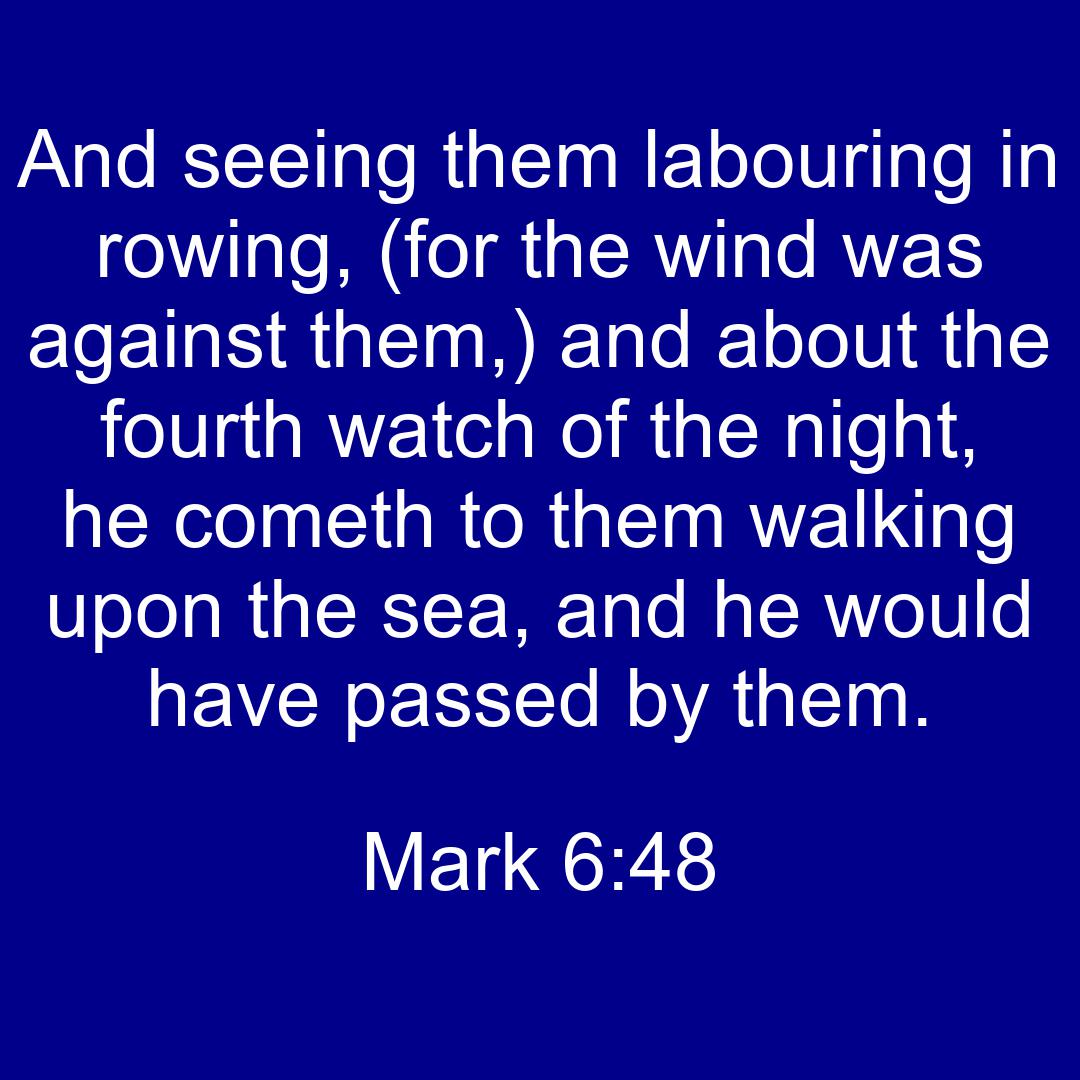 And seeing them labouring in
rowing, (for the wind was
against them,) and about the
fourth watch of the night,
he cometh to them walking
upon the sea, and he would
have passed by them.
Mark 6:48